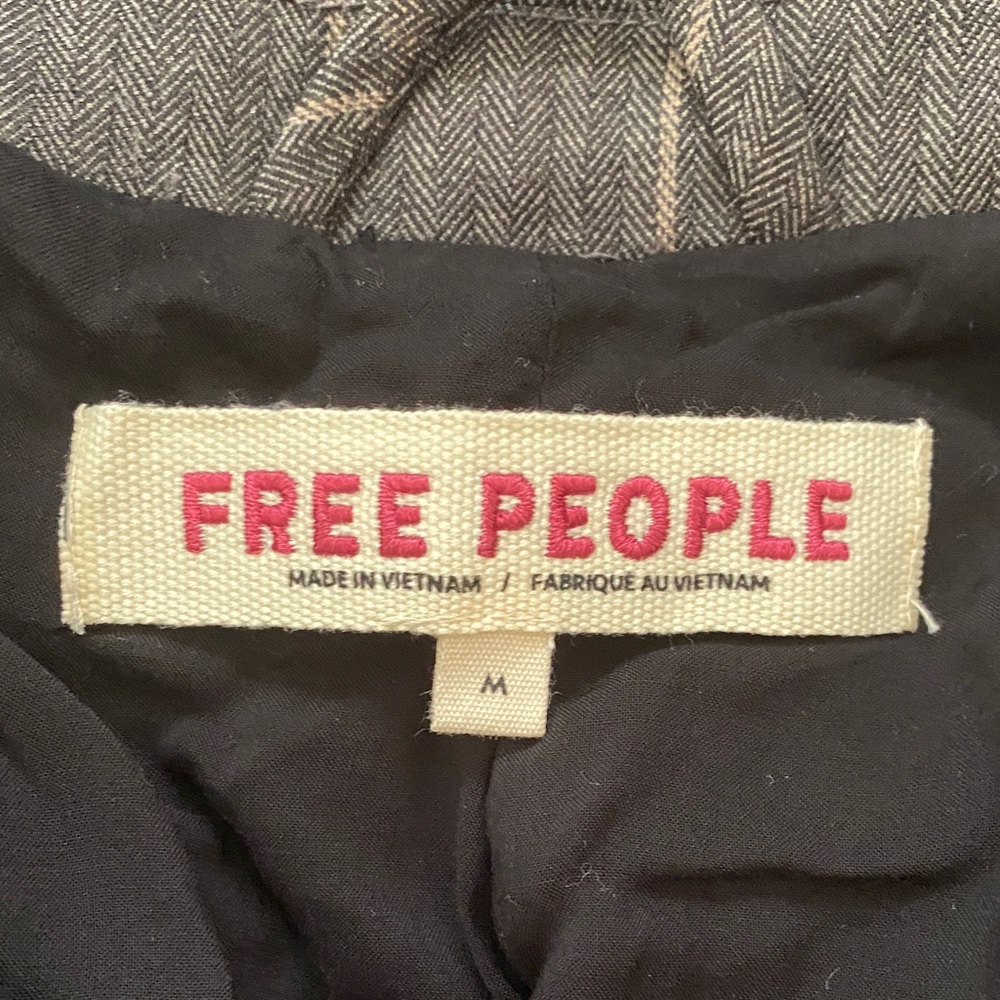 FREE PEOPLE
MADE IN VIETNAM / FABRIQUÉ AU VIETNAM
M